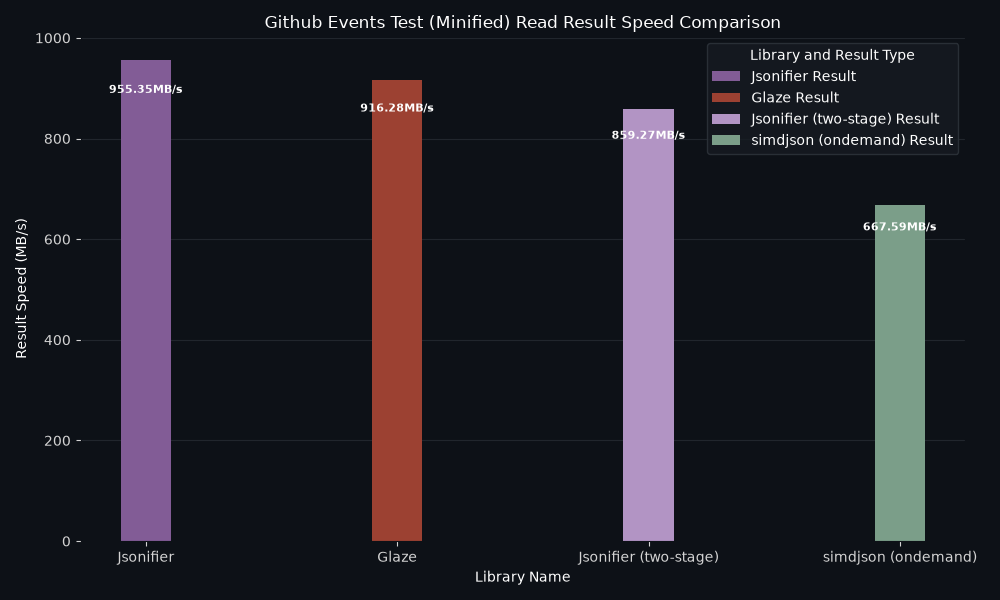 Github Events Test (Minified) Read Result Speed Comparison
Result Speed (MB/s)
1000
800
600
400
200
0
955.35MB/s
916.28MB/s
859.27MB/s
667.59MB/s
Library and Result Type
Jsonifier Result
Glaze Result
Jsonifier (two-stage) Result
simdjson (ondemand) Result
Jsonifier
Glaze
Jsonifier (two-stage)
simdjson (ondemand)
Library Name